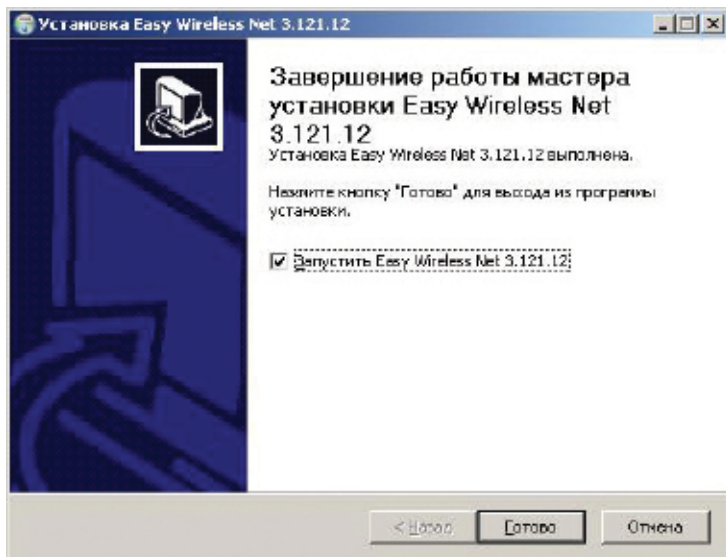 Установка Easy Wireless Net 3.121.12
Завершение работы мастера
установки Easy Wireless Net
3.121.12
Установка Easy Wireless Net 3.121.12 выполнена.
Нажмите кнопку "Готово" для выхода из программы
установки.
Запустить Easy Wireless Net 3.121.12
< Назад
Готово
Отмена